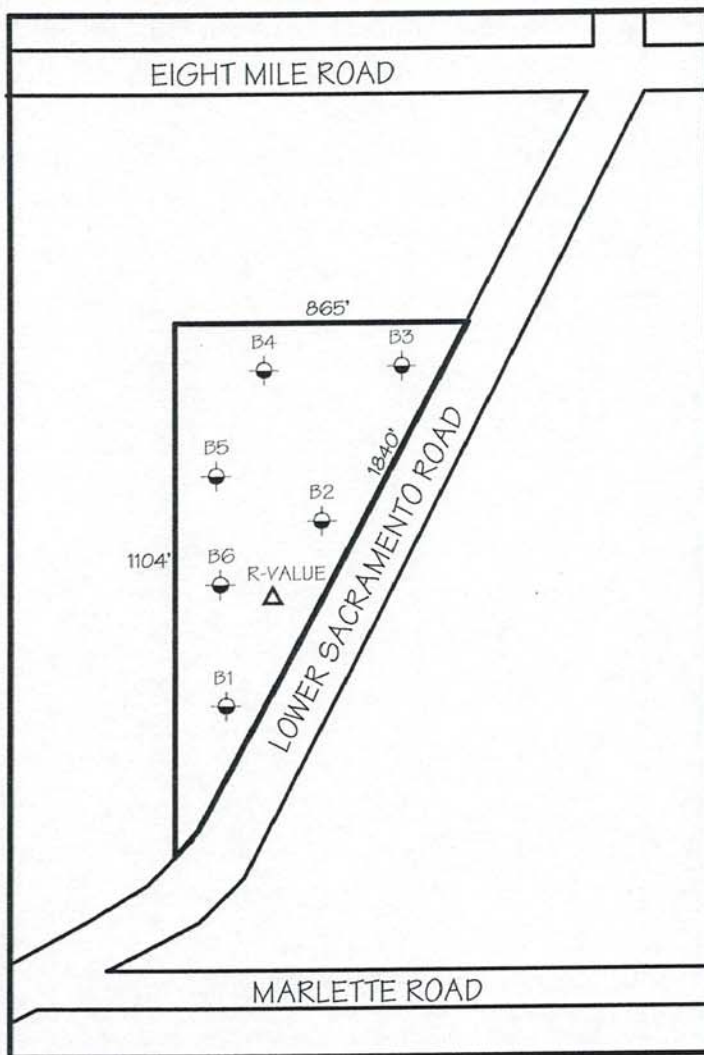 EIGHT MILE ROAD
865'
B4
B3
1840'
B5
B2
LOWER SACRAMENTO ROAD
1104'
B6
R-VALUE
B1
MARLETTE ROAD